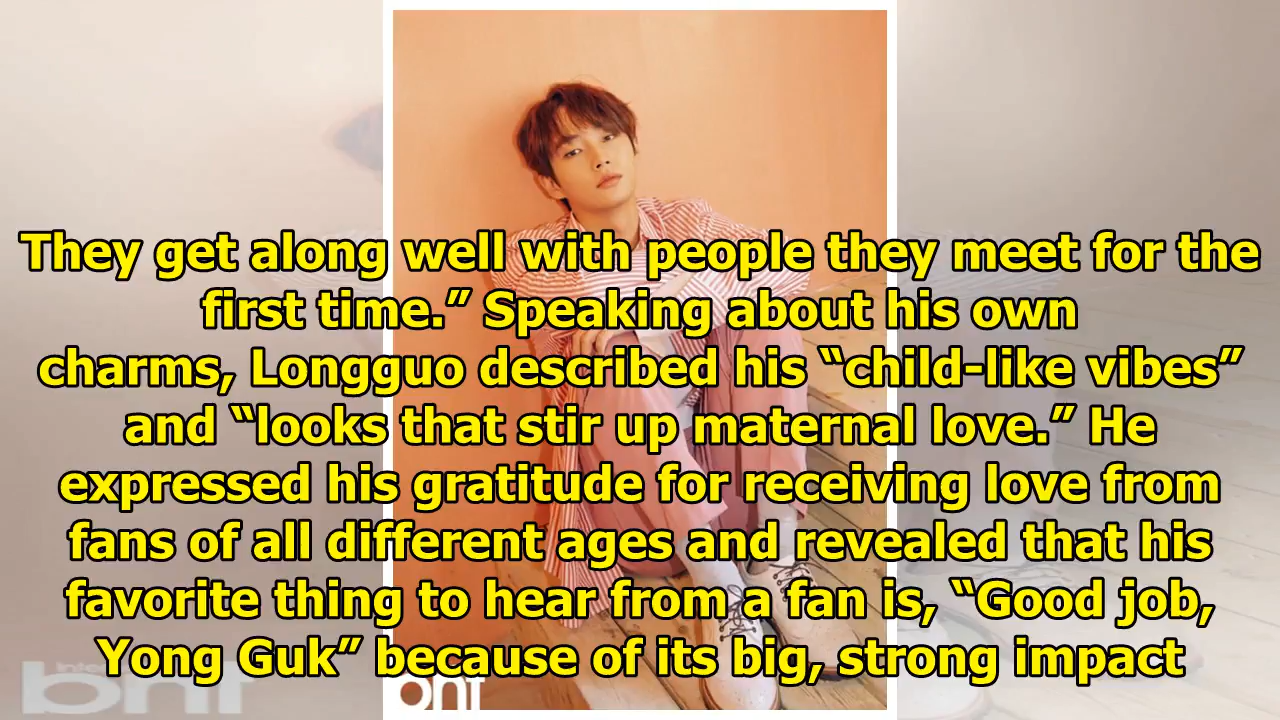 They get along well with people they meet for the
first time.” Speaking about his own
charms, Longguo described his “child-like vibes”
and “looks that stir up maternal love.” He
expressed his gratitude for receiving love from
fans of all different ages and revealed that his
favorite thing to hear from a fan is, “Good job,
Yong Guk” because of its big, strong impact
bnt
bnt